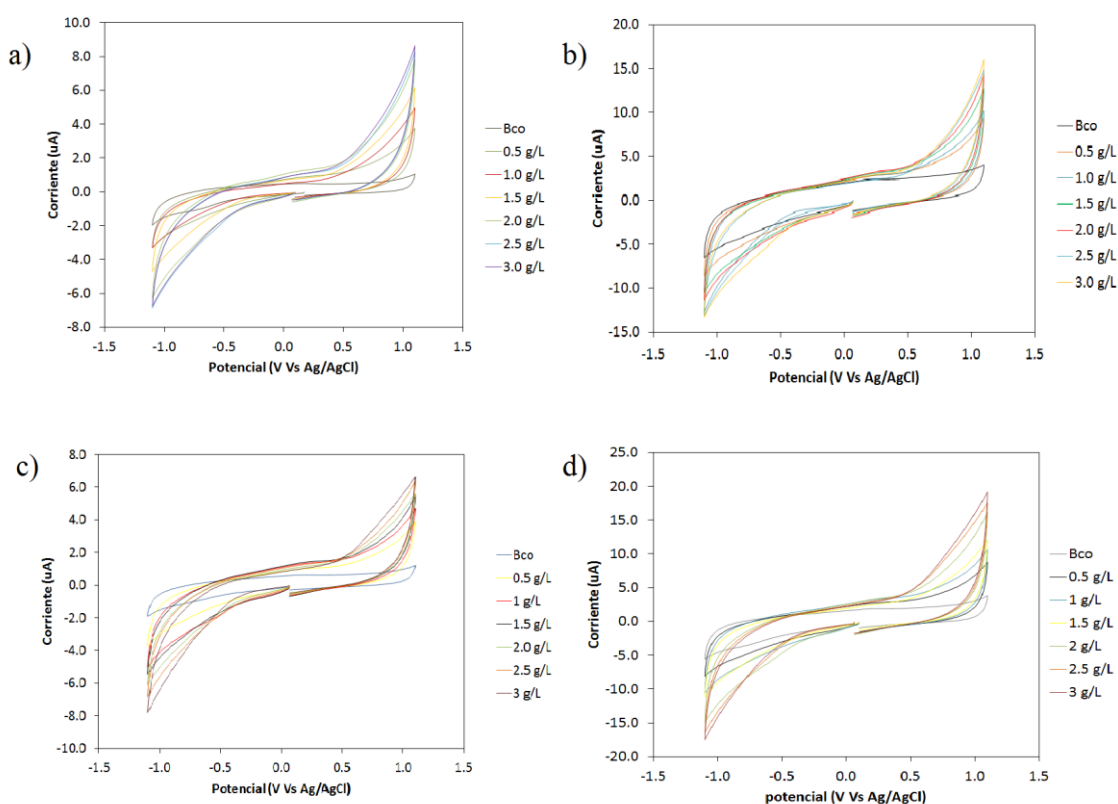 a)
Corriente (uA)
10.0
8.0
6.0
4.0
2.0
0.0
-2.0
-4.0
-6.0
-8.0
-1.5 -1.0 -0.5 0.0 0.5 1.0 1.5
Potencial (V Vs Ag/AgCl)
Bco
0.5 g/L
1.0 g/L
1.5 g/L
2.0 g/L
2.5 g/L
3.0 g/L
b)
Corriente (uA)
20.0
15.0
10.0
5.0
0.0
-5.0
-10.0
-15.0
-1.5 -1.0 -0.5 0.0 0.5 1.0 1.5
Potencial (V Vs Ag/AgCl)
Bco
0.5 g/L
1.0 g/L
1.5 g/L
2.0 g/L
2.5 g/L
3.0 g/L
c)
Corriente (uA)
8.0
6.0
4.0
2.0
0.0
-2.0
-4.0
-6.0
-8.0
-10.0
-1.5 -1.0 -0.5 0.0 0.5 1.0 1.5
Potencial (V Vs Ag/AgCl)
Bco
0.5 g/L
1 g/L
1.5 g/L
2.0 g/L
2.5 g/L
3 g/L
d)
Corriente (uA)
25.0
20.0
15.0
10.0
5.0
0.0
-5.0
-10.0
-15.0
-20.0
-1.5 -1.0 -0.5 0.0 0.5 1.0 1.5
potencial (V Vs Ag/AgCl)
Bco
0.5 g/L
1 g/L
1.5 g/L
2 g/L
2.5 g/L
3 g/L